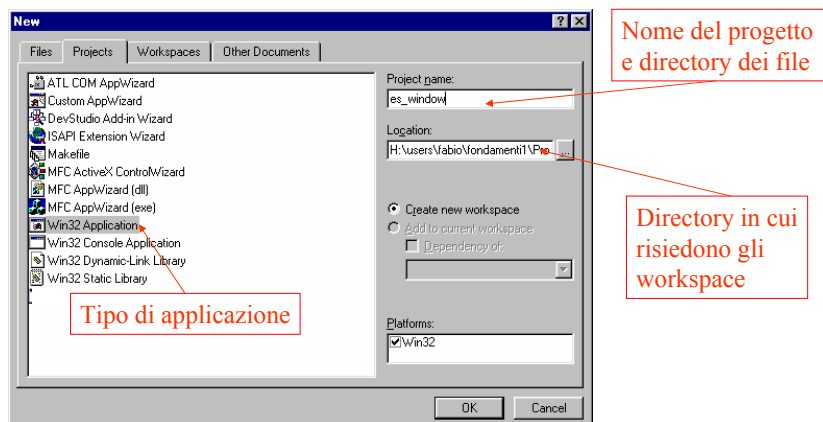 New
Files
Projects
Workspaces
Other Documents
ATL COM AppWizard
Custom AppWizard
DevStudio Add-in Wizard
ISAPI Extension Wizard
Makefile
MFC ActiveX ControlWizard
MFC AppWizard (dll)
MFC AppWizard (exe)
Win32 Application
Win32 Console Application
Win32 Dynamic-Link Library
Win32 Static Library
Tipo di applicazione
Project name:
es_window
Location:
H:\users\fabio\fondamenti1\Pro
...
Create new workspace
Add to current workspace
Dependency of:
Platforms:
Win32
OK
Cancel
Nome del progetto
e directory dei file
Directory in cui
risiedono gli
workspace